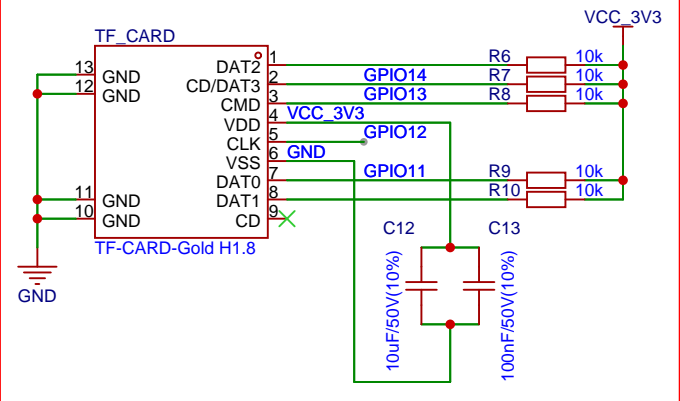 VCC_3V3
TF_CARD
1
DAT2
R6
10k
13
GND
2
CD/DAT3
GPIO14
R7
10k
12
GND
3
CMD
GPIO13
R8
10k
4
VDD
VCC_3V3
5
CLK
GPIO12
6
VSS
GND
7
DAT0
GPIO11
R9
10k
11
GND
8
DAT1
R10
10k
10
GND
9
CD
TF-CARD-Gold H1.8
C12
C13
10uF/50V(10%)
100nF/50V(10%)
GND